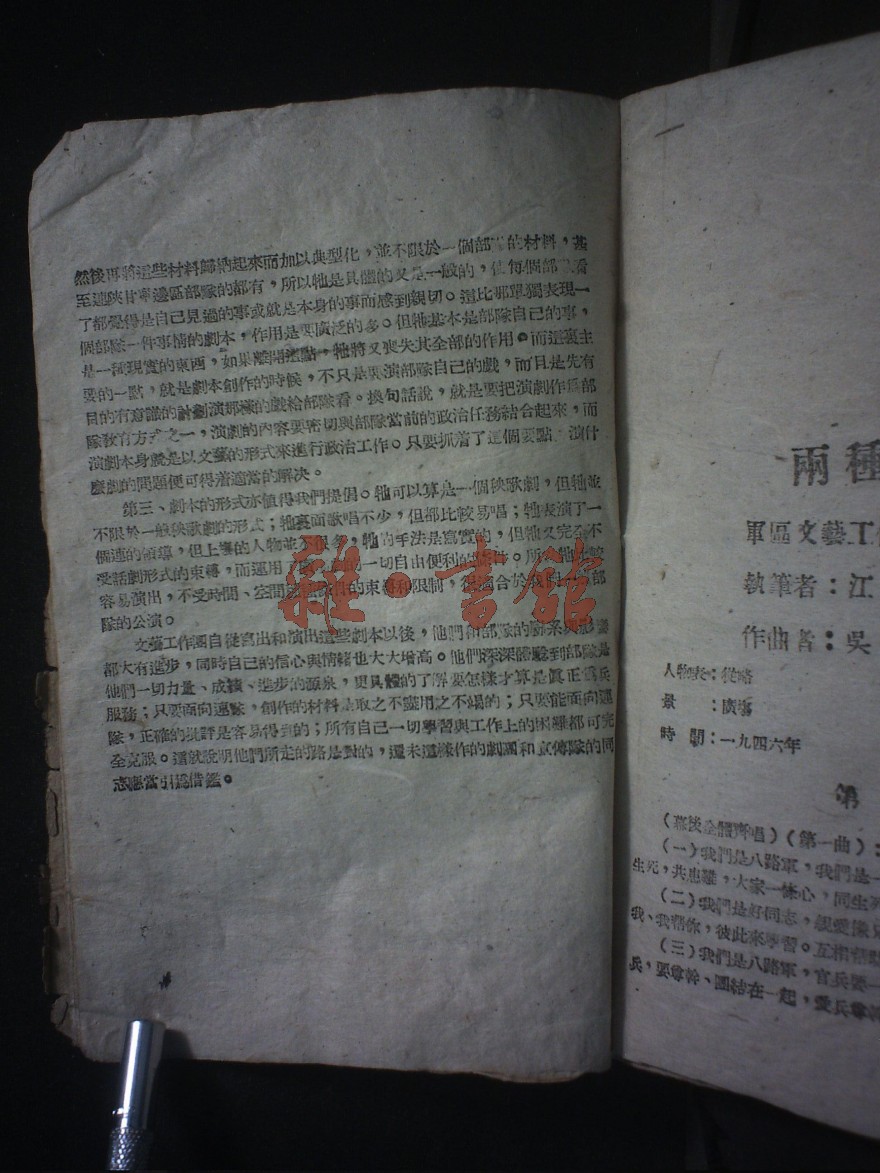 然後再將這些材料歸納起來而加以典型化，並不限於一個部隊的材料，甚
至連陝甘寧邊區部隊的都有，所以牠是具體的又是一般的，使每個部隊看
了都覺得是自己見過的事或就是本身的事而感到親切。這比那單獨表現一
個部隊一件事情的劇本，作用是要廣泛的多。但牠基本是部隊自己的事，
是一種現實的東西，如果離開這點，牠將又喪失其全部的作用。而這裏主
要的一點，就是劇本創作的時候，不只是要演部隊自己的戲，而且是先有
目的有意識的計劃演那樣的戲給部隊看。換句話說，就是要把演劇作爲部
隊教育方式之一，演劇的內容要密切與部隊當前的政治任務結合起來，而
演劇本身就是以文藝的形式來進行政治工作。只要抓着了這個要點，演什
麼劇的問題便可得着適當的解决。
第三、劇本的形式亦值得我們提倡。牠可以算是一個秧歌劇，但牠並
不限於一般秧歌劇的形式；牠裏面歌唱不少，但都比較易唱；牠表演了一
個連的領導，但上塲的人物並不很多，牠的手法是寫實的，但牠又完全不
受話劇形式的束縛，而運用 一切自由便利的 。所以牠比較
容易演出，不受時間、空間 條件的束縛和限制，很適合於我們一般部
隊的公演。
文藝工作團自從寫出和演出這些劇本以後，他們和部隊的聯系與影響
都大有進步，同時自己的信心與情緒也大大增高。他們深深體驗到部隊是
他們一切力量、成績、進步的源泉，更具體的了解要怎樣才算是眞正爲兵
服務；只要面向連隊，創作的材料是取之不盡用之不竭的；只要能面向連
隊，正確的批評是容易得到的；所有自己一切學習與工作上的困難都可完
全克服。這就說明他們所走的路是對的，還未這樣作的劇團和宣傳隊的同
志應當引爲借鑑。
雜·書館
兩種
軍區文藝工
執筆者：江
作曲者：吳
人物表：從略
景　　：廣塲
時　間：一九四六年
第
（幕後全體齊唱）（第一曲）：
（一）我們是八路軍，我們是一
生死，共患難，大家一條心，同生死
（二）我們是好同志，親愛像兄
我、我幫你，彼此來學習。互相
（三）我們是八路軍，官兵要一
兵，要尊幹、團結在一起，愛兵尊幹